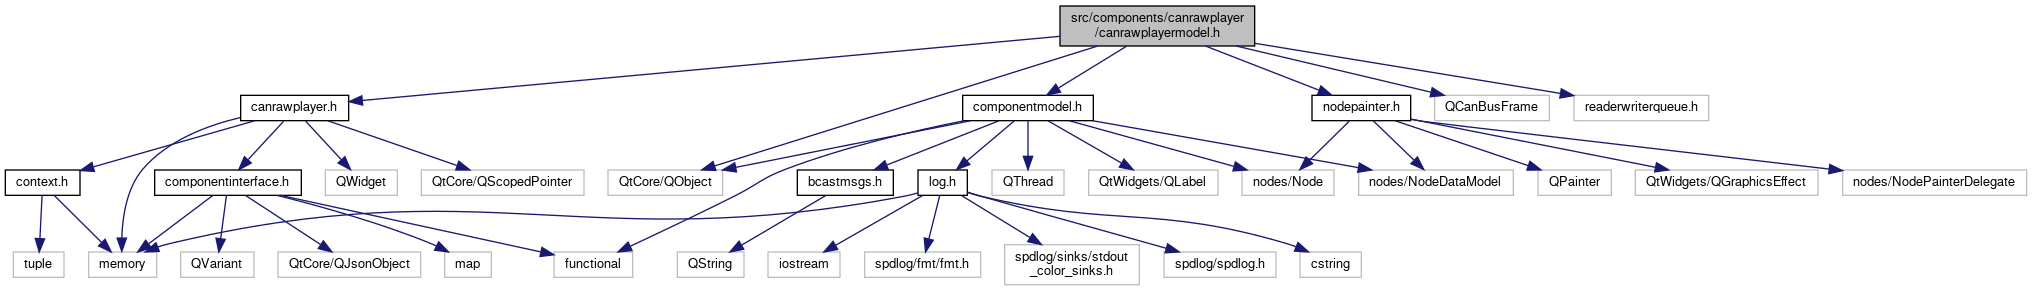 src/components/canrawplayer
/canrawplayermodel.h
canrawplayer.h
componentmodel.h
nodepainter.h
QCanBusFrame
readerwriterqueue.h
context.h
componentinterface.h
QWidget
QtCore/QScopedPointer
QtCore/QObject
bcastmsgs.h
log.h
QThread
QtWidgets/QLabel
nodes/Node
nodes/NodeDataModel
QPainter
QtWidgets/QGraphicsEffect
nodes/NodePainterDelegate
tuple
memory
QVariant
QtCore/QJsonObject
map
functional
QString
iostream
spdlog/fmt/fmt.h
spdlog/sinks/stdout
_color_sinks.h
spdlog/spdlog.h
cstring